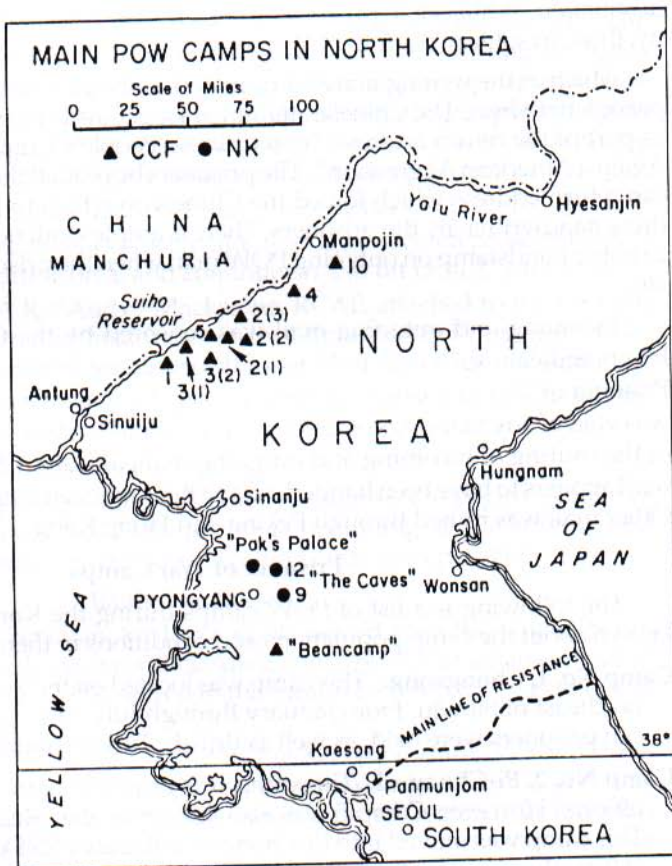 MAIN POW CAMPS IN NORTH KOREA
Scale of Miles
0 25 50 75 100
▲ CCF ● NK
CHINA
MANCHURIA
Yalu River
Hyesanjin
Manpojin
10
Suiho
Reservoir
4
2(3)
5
2(2)
NORTH
3(1)
3(2)
2(1)
Antung
Sinuiju
KOREA
Hungnam
Sinanju
SEA
OF
JAPAN
"Pak's Palace"
12 "The Caves"
Wonsan
PYONGYANG
9
YELLOW SEA
"Beancamp"
MAIN LINE OF RESISTANCE
38°
Kaesong
Panmunjom
SEOUL
SOUTH KOREA